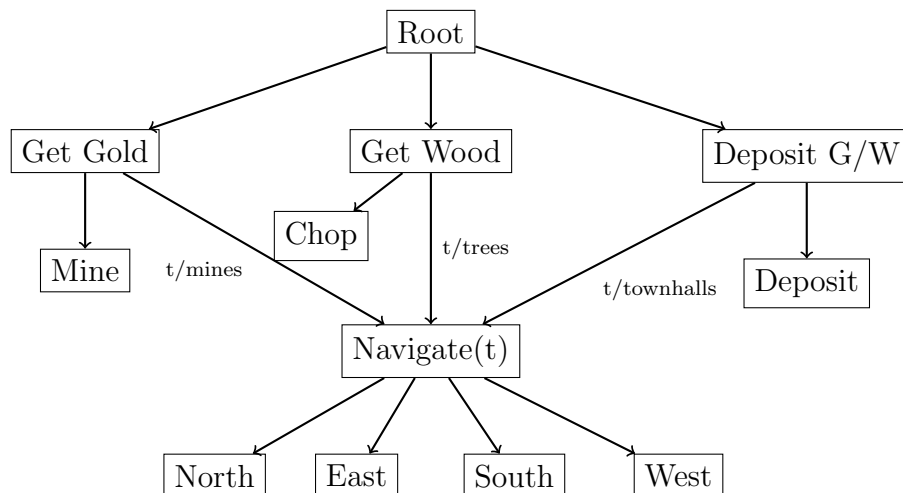 Root
Get Gold
Get Wood
Deposit G/W
Chop
Mine
t/mines
t/trees
t/townhalls
Deposit
Navigate(t)
North
East
South
West